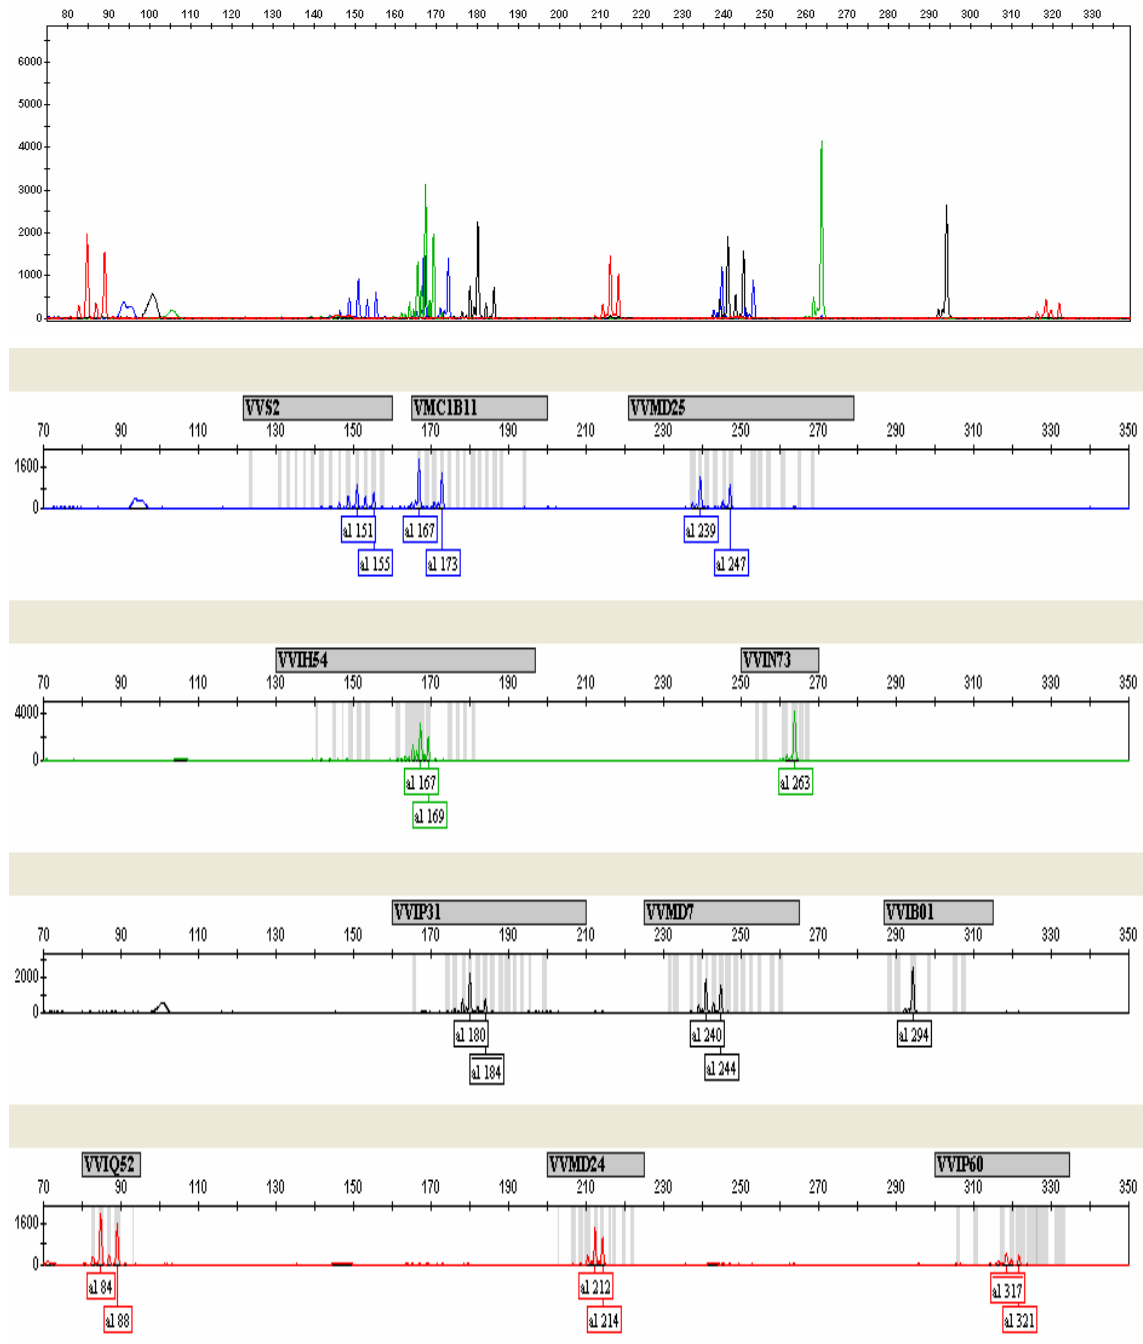 80 90 100 110 120 130 140 150 160 170 180 190 200 210 220 230 240 250 260 270 280 290 300 310 320 330
6000
5000
4000
3000
2000
1000
0
VVS2 VMC1B11 VVMD25
70 90 110 130 150 170 190 210 230 250 270 290 310 330 350
1600
0
al 151 al 167 al 239
al 155 al 173 al 247
VVIH54 VVIN73
70 90 110 130 150 170 190 210 230 250 270 290 310 330 350
4000
0
al 167 al 263
al 169
VVIP31 VVMD7 VVIB01
70 90 110 130 150 170 190 210 230 250 270 290 310 330 350
2000
0
al 180 al 240 al 294
al 184 al 244
VVIQ52 VVMD24 VVIP60
70 90 110 130 150 170 190 210 230 250 270 290 310 330 350
1600
0
al 84 al 212 al 317
al 88 al 214 al 321